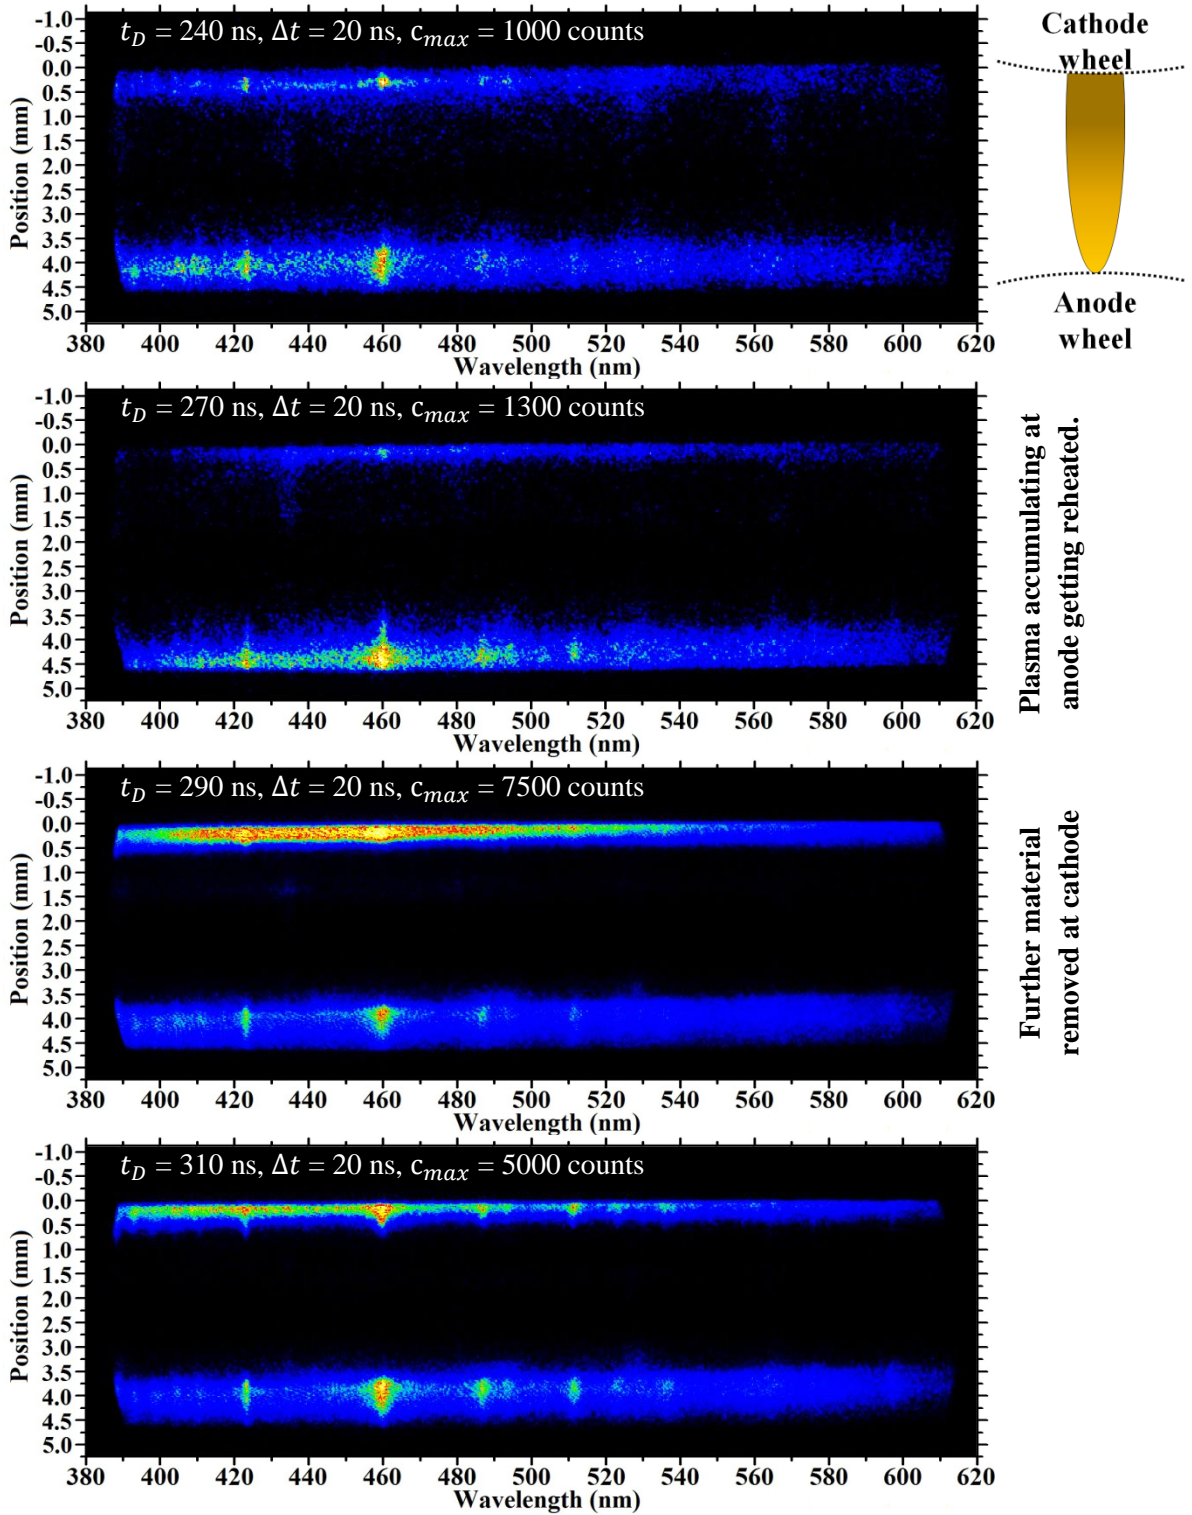 t_D = 240 ns, Δt = 20 ns, c_max = 1000 counts
-1.0
-0.5
0.0
0.5
1.0
1.5
2.0
2.5
3.0
3.5
4.0
4.5
5.0
Position (mm)
380 400 420 440 460 480 500 520 540 560 580 600 620
Wavelength (nm)
Cathode
wheel
Anode
wheel
t_D = 270 ns, Δt = 20 ns, c_max = 1300 counts
-1.0
-0.5
0.0
0.5
1.0
1.5
2.0
2.5
3.0
3.5
4.0
4.5
5.0
Position (mm)
380 400 420 440 460 480 500 520 540 560 580 600 620
Wavelength (nm)
Plasma accumulating at
anode getting reheated.
t_D = 290 ns, Δt = 20 ns, c_max = 7500 counts
-1.0
-0.5
0.0
0.5
1.0
1.5
2.0
2.5
3.0
3.5
4.0
4.5
5.0
Position (mm)
380 400 420 440 460 480 500 520 540 560 580 600 620
Wavelength (nm)
Further material
removed at cathode
t_D = 310 ns, Δt = 20 ns, c_max = 5000 counts
-1.0
-0.5
0.0
0.5
1.0
1.5
2.0
2.5
3.0
3.5
4.0
4.5
5.0
Position (mm)
380 400 420 440 460 480 500 520 540 560 580 600 620
Wavelength (nm)